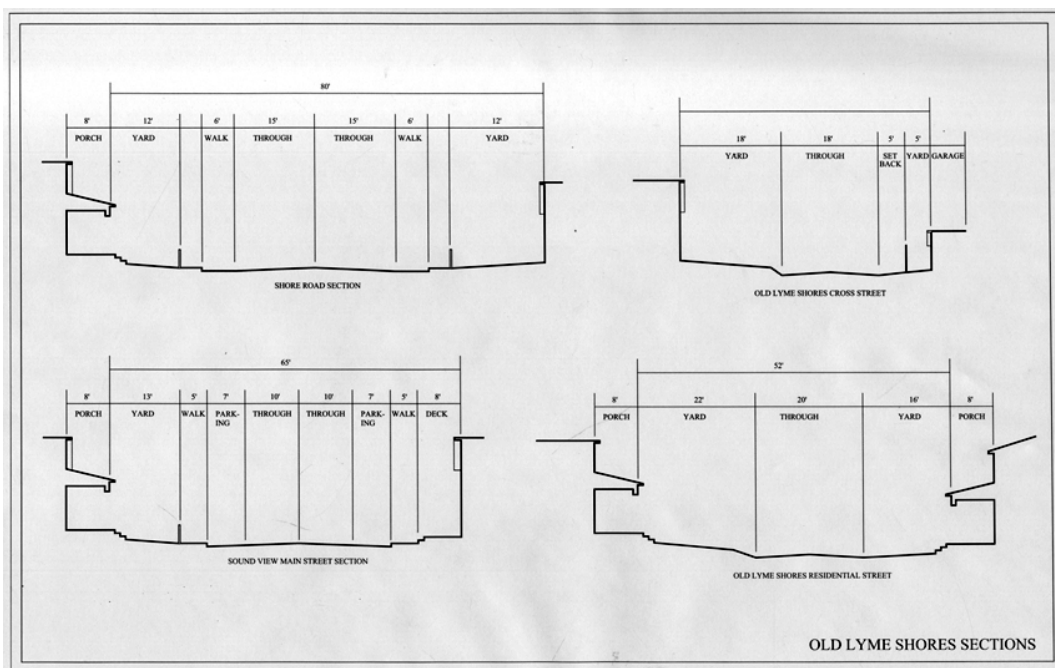 80'
8' 12' 6' 15' 15' 6' 12'
PORCH YARD WALK THROUGH THROUGH WALK YARD
SHORE ROAD SECTION
18' 18' 5' 5'
YARD THROUGH SET BACK YARD GARAGE
OLD LYME SHORES CROSS STREET
65'
8' 13' 5' 7' 10' 10' 7' 5' 8'
PORCH YARD WALK PARK- THROUGH THROUGH PARK- WALK DECK
ING ING
SOUND VIEW MAIN STREET SECTION
52'
8' 22' 20' 16' 8'
PORCH YARD THROUGH YARD PORCH
OLD LYME SHORES RESIDENTIAL STREET
OLD LYME SHORES SECTIONS